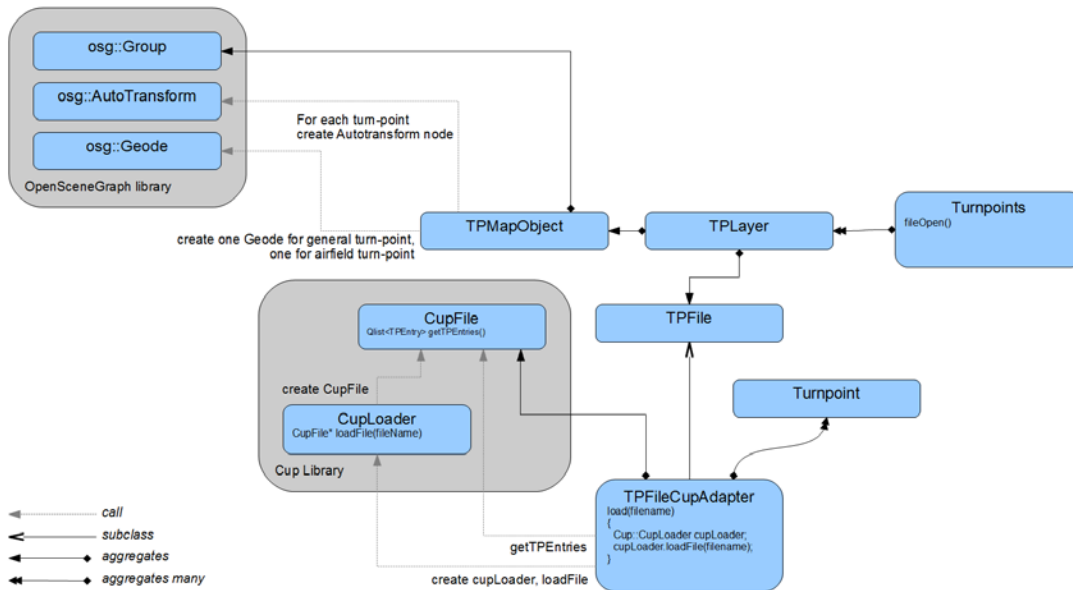 osg::Group
osg::AutoTransform
osg::Geode
OpenSceneGraph library
For each turn-point
create Autotransform node
create one Geode for general turn-point,
one for airfield turn-point
TPMapObject
TPLayer
Turnpoints
fileOpen()
TPFile
CupFile
Qlist<TPEntry> getTPEntries()
create CupFile
CupLoader
CupFile* loadFile(fileName)
Cup Library
Turnpoint
TPFileCupAdapter
load(filename)
{
Cup::CupLoader cupLoader;
cupLoader.loadFile(filename);
}
getTPEntries
create cupLoader, loadFile
call
subclass
aggregates
aggregates many